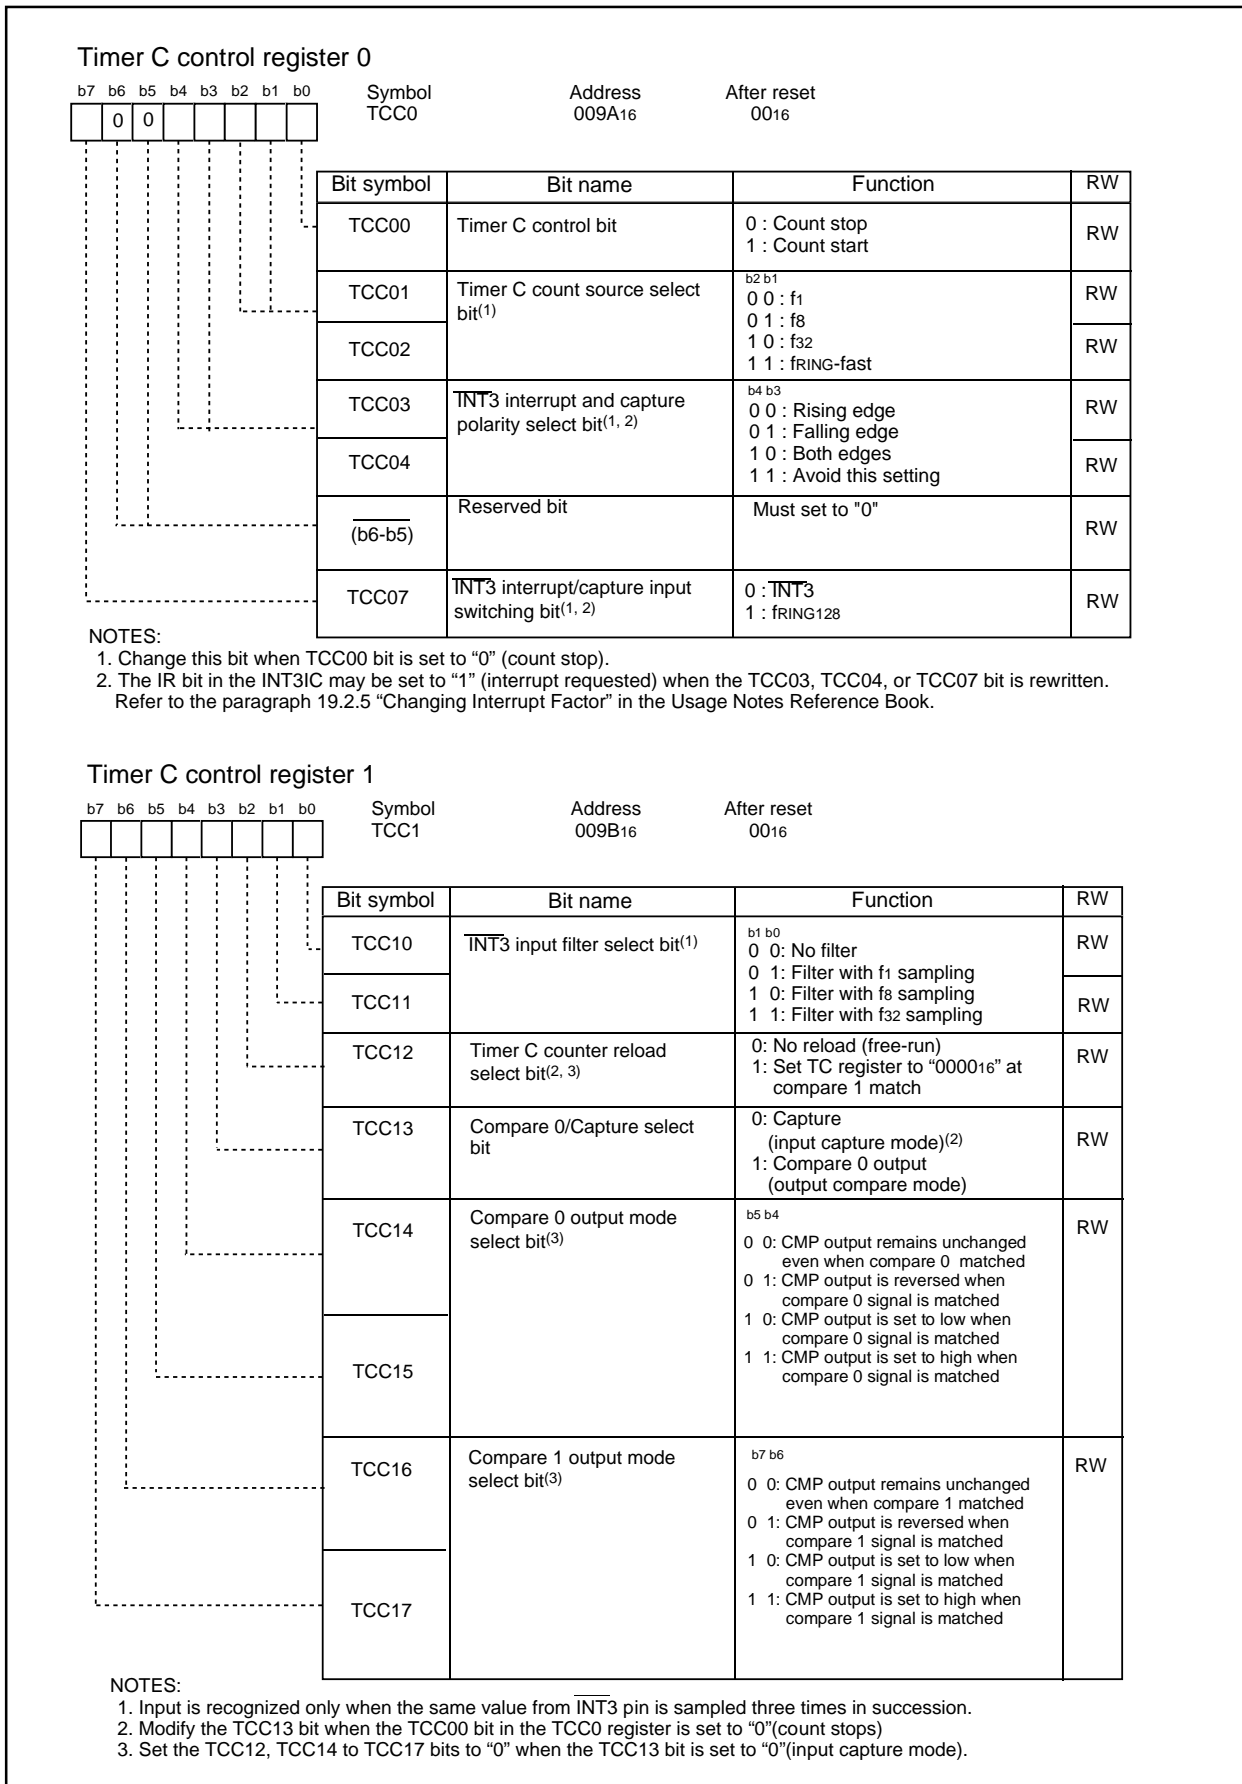 Timer C control register 0
b7 b6 b5 b4 b3 b2 b1 b0
Symbol Address After reset
TCC0 009A16 0016
0 0
Bit symbol Bit name Function RW
TCC00 Timer C control bit 0 : Count stop RW
1 : Count start
TCC01 Timer C count source select bit(1) b2 b1 RW
0 0 : f1
0 1 : f8
TCC02 1 0 : f32 RW
1 1 : fRING-fast
TCC03 INT3 interrupt and capture polarity select bit(1, 2) b4 b3 RW
0 0 : Rising edge
0 1 : Falling edge
TCC04 1 0 : Both edges RW
1 1 : Avoid this setting
(b6-b5) Reserved bit Must set to "0" RW
TCC07 INT3 interrupt/capture input switching bit(1, 2) 0 : INT3 RW
1 : fRING128
NOTES:
1. Change this bit when TCC00 bit is set to “0” (count stop).
2. The IR bit in the INT3IC may be set to “1” (interrupt requested) when the TCC03, TCC04, or TCC07 bit is rewritten.
Refer to the paragraph 19.2.5 “Changing Interrupt Factor” in the Usage Notes Reference Book.
Timer C control register 1
b7 b6 b5 b4 b3 b2 b1 b0
Symbol Address After reset
TCC1 009B16 0016
Bit symbol Bit name Function RW
TCC10 INT3 input filter select bit(1) b1 b0 RW
0 0: No filter
0 1: Filter with f1 sampling
TCC11 1 0: Filter with f8 sampling RW
1 1: Filter with f32 sampling
TCC12 Timer C counter reload select bit(2, 3) 0: No reload (free-run) RW
1: Set TC register to “000016” at
compare 1 match
TCC13 Compare 0/Capture select bit 0: Capture RW
(input capture mode)(2)
1: Compare 0 output
(output compare mode)
TCC14 Compare 0 output mode select bit(3) b5 b4 RW
0 0: CMP output remains unchanged
even when compare 0 matched
0 1: CMP output is reversed when
compare 0 signal is matched
1 0: CMP output is set to low when
compare 0 signal is matched
TCC15 1 1: CMP output is set to high when
compare 0 signal is matched
TCC16 Compare 1 output mode select bit(3) b7 b6 RW
0 0: CMP output remains unchanged
even when compare 1 matched
0 1: CMP output is reversed when
compare 1 signal is matched
1 0: CMP output is set to low when
compare 1 signal is matched
TCC17 1 1: CMP output is set to high when
compare 1 signal is matched
NOTES:
1. Input is recognized only when the same value from INT3 pin is sampled three times in succession.
2. Modify the TCC13 bit when the TCC00 bit in the TCC0 register is set to “0”(count stops)
3. Set the TCC12, TCC14 to TCC17 bits to “0” when the TCC13 bit is set to “0”(input capture mode).